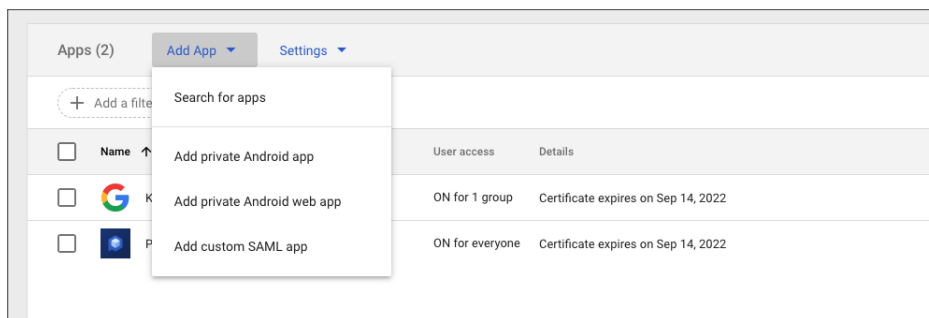 Apps (2) Add App Settings
Search for apps
Add a filte
Name User access Details
Add private Android app
K ON for 1 group Certificate expires on Sep 14, 2022
Add private Android web app
P ON for everyone Certificate expires on Sep 14, 2022
Add custom SAML app